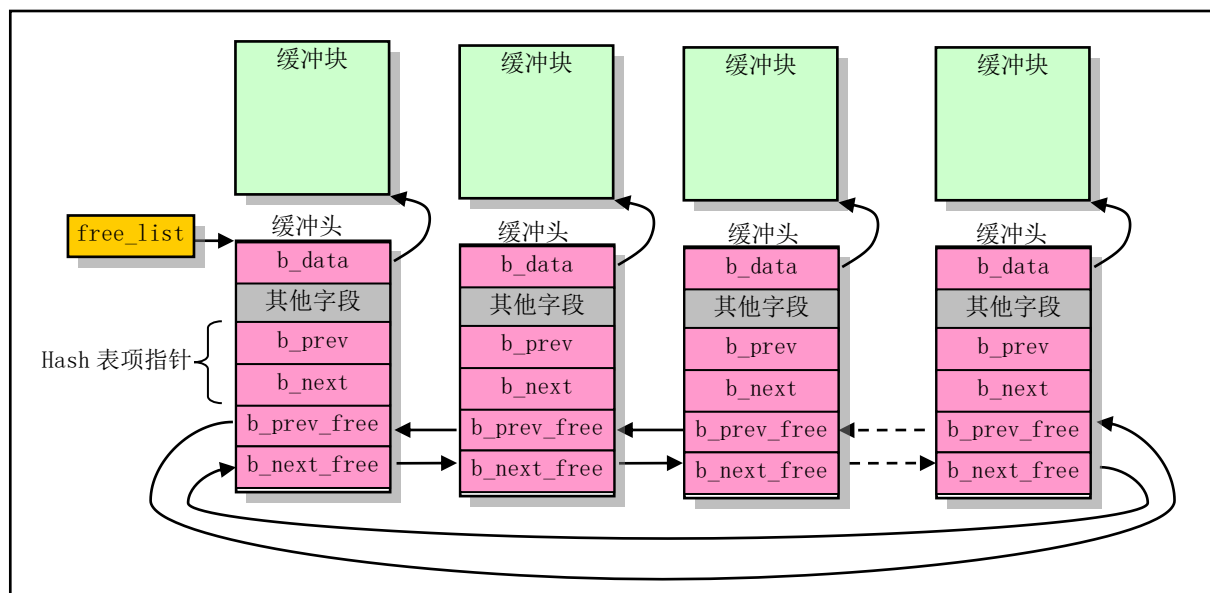 缓冲块 缓冲块 缓冲块 缓冲块
free_list 缓冲头 缓冲头 缓冲头 缓冲头
b_data b_data b_data b_data
其他字段 其他字段 其他字段 其他字段
b_prev b_prev b_prev b_prev
Hash 表项指针
b_next b_next b_next b_next
b_prev_free b_prev_free b_prev_free b_prev_free
b_next_free b_next_free b_next_free b_next_free